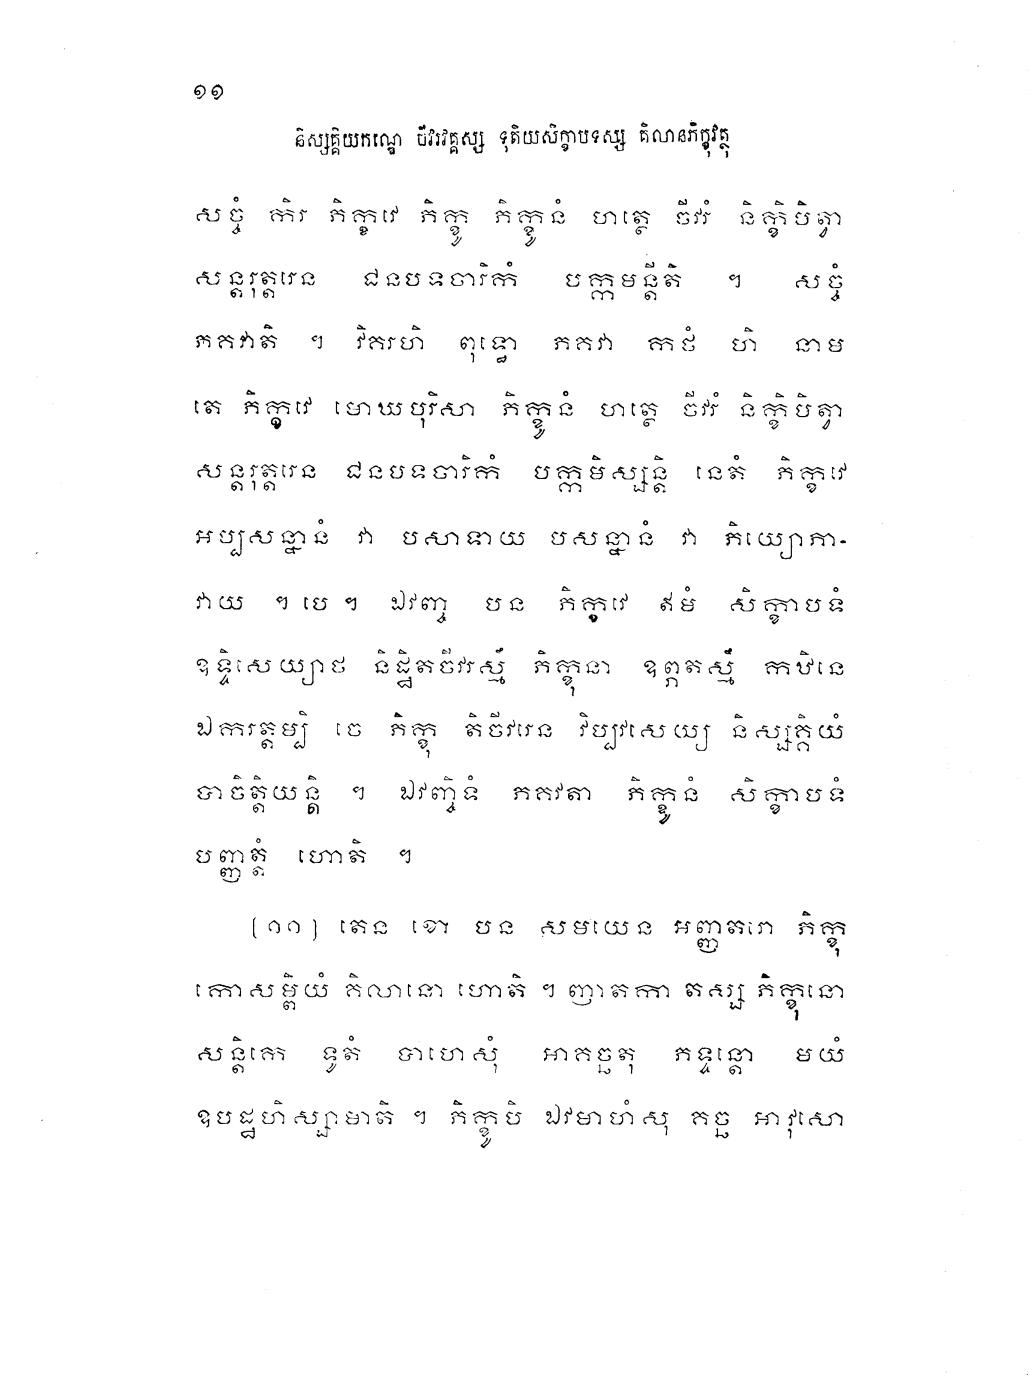 ១១
និស្សគ្គិយកណ្ឌេ ចីវរវគ្គស្ស ទុតិយសិក្ខាបទស្ស គិលានភិក្ខុវត្ថុ
សច្ចំ កិរ ភិក្ខវេ ភិក្ខូ ភិក្ខូនំ ហត្ថេ ចីវរំ និក្ខិបិត្វា
សន្តរុត្តរេន ជនបទចារិកំ បក្កមន្តីតិ ។ សច្ចំ
ភគវាតិ ។ វិគរហិ ពុទ្ធោ ភគវា កថំ ហិ នាម
តេ ភិក្ខវេ មោឃបុរិសា ភិក្ខូនំ ហត្ថេ ចីវរំ និក្ខិបិត្វា
សន្តរុត្តរេន ជនបទចារិកំ បក្កមិស្សន្តិ នេតំ ភិក្ខវេ
អប្បសន្នានំ វា បសាទាយ បសន្នានំ វា ភិយ្យោភា-
វាយ ។ បេ ។ ឯវញ្ច បន ភិក្ខវេ ឥមំ សិក្ខាបទំ
ឧទ្ទិសេយ្យាថ និដ្ឋិតចីវរស្មឹ ភិក្ខុនា ឧព្ភតស្មឹ កឋិនេ
ឯករត្តម្បិ ចេ ភិក្ខុ តិចីវរេន វិប្បវសេយ្យ និស្សគ្គិយំ
បាចិត្តិយន្តិ ។ ឯវញ្ចិទំ ភគវតា ភិក្ខូនំ សិក្ខាបទំ
បញ្ញត្តំ ហោតិ ។
[១១] តេន ខោ បន សមយេន អញ្ញតរោ ភិក្ខុ
កោសម្ពិយំ គិលានោ ហោតិ ។ ញាតកា តស្ស ភិក្ខុនោ
សន្តិកេ ទូតំ បាហេសុំ អាគច្ឆតុ ភទ្ទន្តោ មយំ
ឧបដ្ឋហិស្សាមាតិ ។ ភិក្ខូបិ ឯវមាហំសុ គច្ឆ អាវុសោ